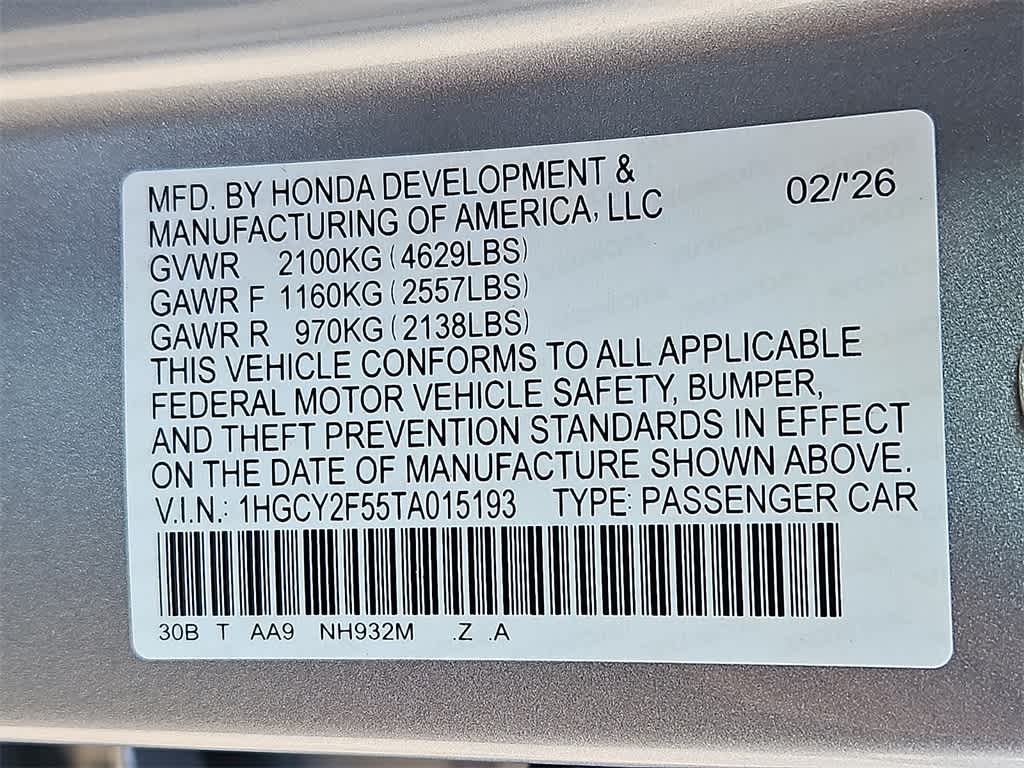 MFD. BY HONDA DEVELOPMENT &
MANUFACTURING OF AMERICA, LLC
02/'26
GVWR 2100KG (4629LBS)
GAWR F 1160KG (2557LBS)
GAWR R 970KG (2138LBS)
THIS VEHICLE CONFORMS TO ALL APPLICABLE
FEDERAL MOTOR VEHICLE SAFETY, BUMPER,
AND THEFT PREVENTION STANDARDS IN EFFECT
ON THE DATE OF MANUFACTURE SHOWN ABOVE.
V.I.N.: 1HGCY2F55TA015193 TYPE: PASSENGER CAR
30B T AA9 NH932M .Z .A